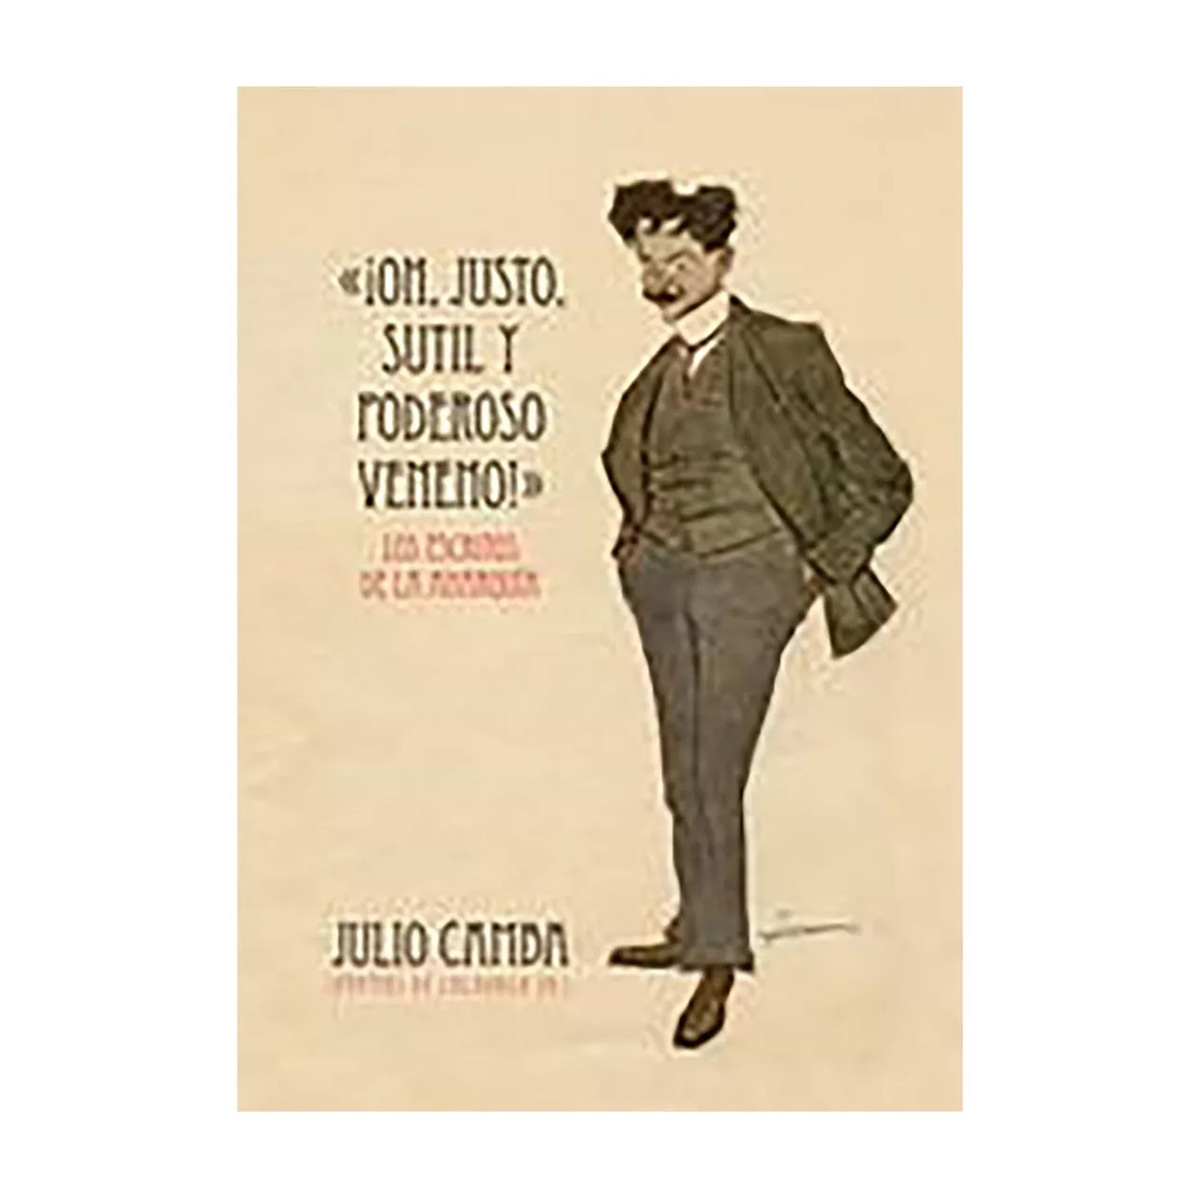 «¡OH, JUSTO,
SUTIL Y
PODEROSO
VENENO!»
LOS ESCRITOS
DE LA ANARQUÍA
JULIO CAMBA